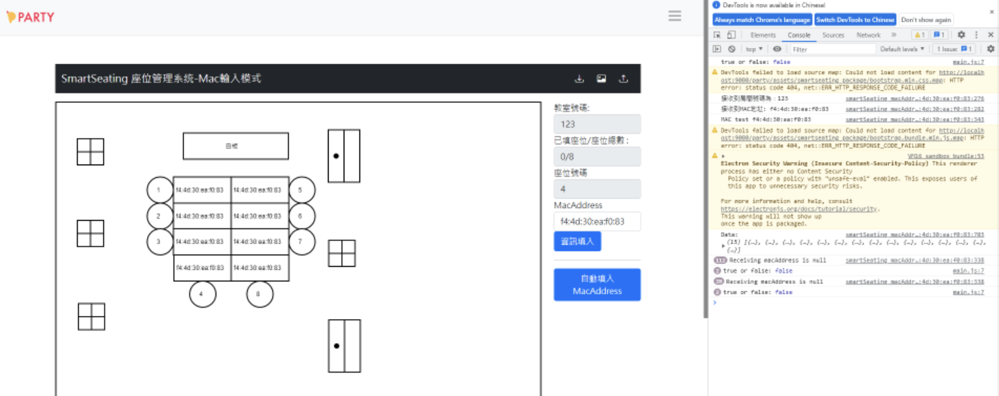 PARTY
SmartSeating 座位管理系統-Mac輸入模式
白板
1 f4:4d:30:ea:f0:83 f4:4d:30:ea:f0:83 5
2 f4:4d:30:ea:f0:83 f4:4d:30:ea:f0:83 6
3 f4:4d:30:ea:f0:83 f4:4d:30:ea:f0:83 7
f4:4d:30:ea:f0:83 f4:4d:30:ea:f0:83
4 8
教室號碼:
123
已填座位/座位總數:
0/8
座位號碼
4
MacAddress
f4:4d:30:ea:f0:83
資訊填入
自動填入
MacAddress
DevTools is now available in Chinese!
Always match Chrome's language Switch DevTools to Chinese Don't show again
Elements Console Sources Network 1 1
top Filter Default levels 1 Issue: 1
true or false: false main.js:7
DevTools failed to load source map: Could not load content for http://localh
ost:9000/party/assets/smartseating_package/bootstrap.min.css.map: HTTP
error: status code 404, net::ERR_HTTP_RESPONSE_CODE_FAILURE
接收到房間號碼為：123 smartSeating_macAddr…:4d:30:ea:f0:83:276
接收到MAC地址: f4:4d:30:ea:f0:83 smartSeating_macAddr…:4d:30:ea:f0:83:282
MAC test f4:4d:30:ea:f0:83 smartSeating_macAddr…:4d:30:ea:f0:83:343
DevTools failed to load source map: Could not load content for http://localh
ost:9000/party/assets/smartseating_package/bootstrap.bundle.min.js.map: HTTP
error: status code 404, net::ERR_HTTP_RESPONSE_CODE_FAILURE
sandbox_bundle:53
Electron Security Warning (Insecure Content-Security-Policy) This renderer
process has either no Content Security
Policy set or a policy with "unsafe-eval" enabled. This exposes users of
this app to unnecessary security risks.
For more information and help, consult
https://electronjs.org/docs/tutorial/security.
This warning will not show up
once the app is packaged.
Data: smartSeating_macAddr…:4d:30:ea:f0:83:703
(15) [{…}, {…}, {…}, {…}, {…}, {…}, {…}, {…}, {…}, {…}, {…}, {…}, {…}, {…},
{…}]
Receiving macAddress is null smartSeating_macAddr…:4d:30:ea:f0:83:338
2 true or false: false main.js:7
Receiving macAddress is null smartSeating_macAddr…:4d:30:ea:f0:83:338
2 true or false: false main.js:7